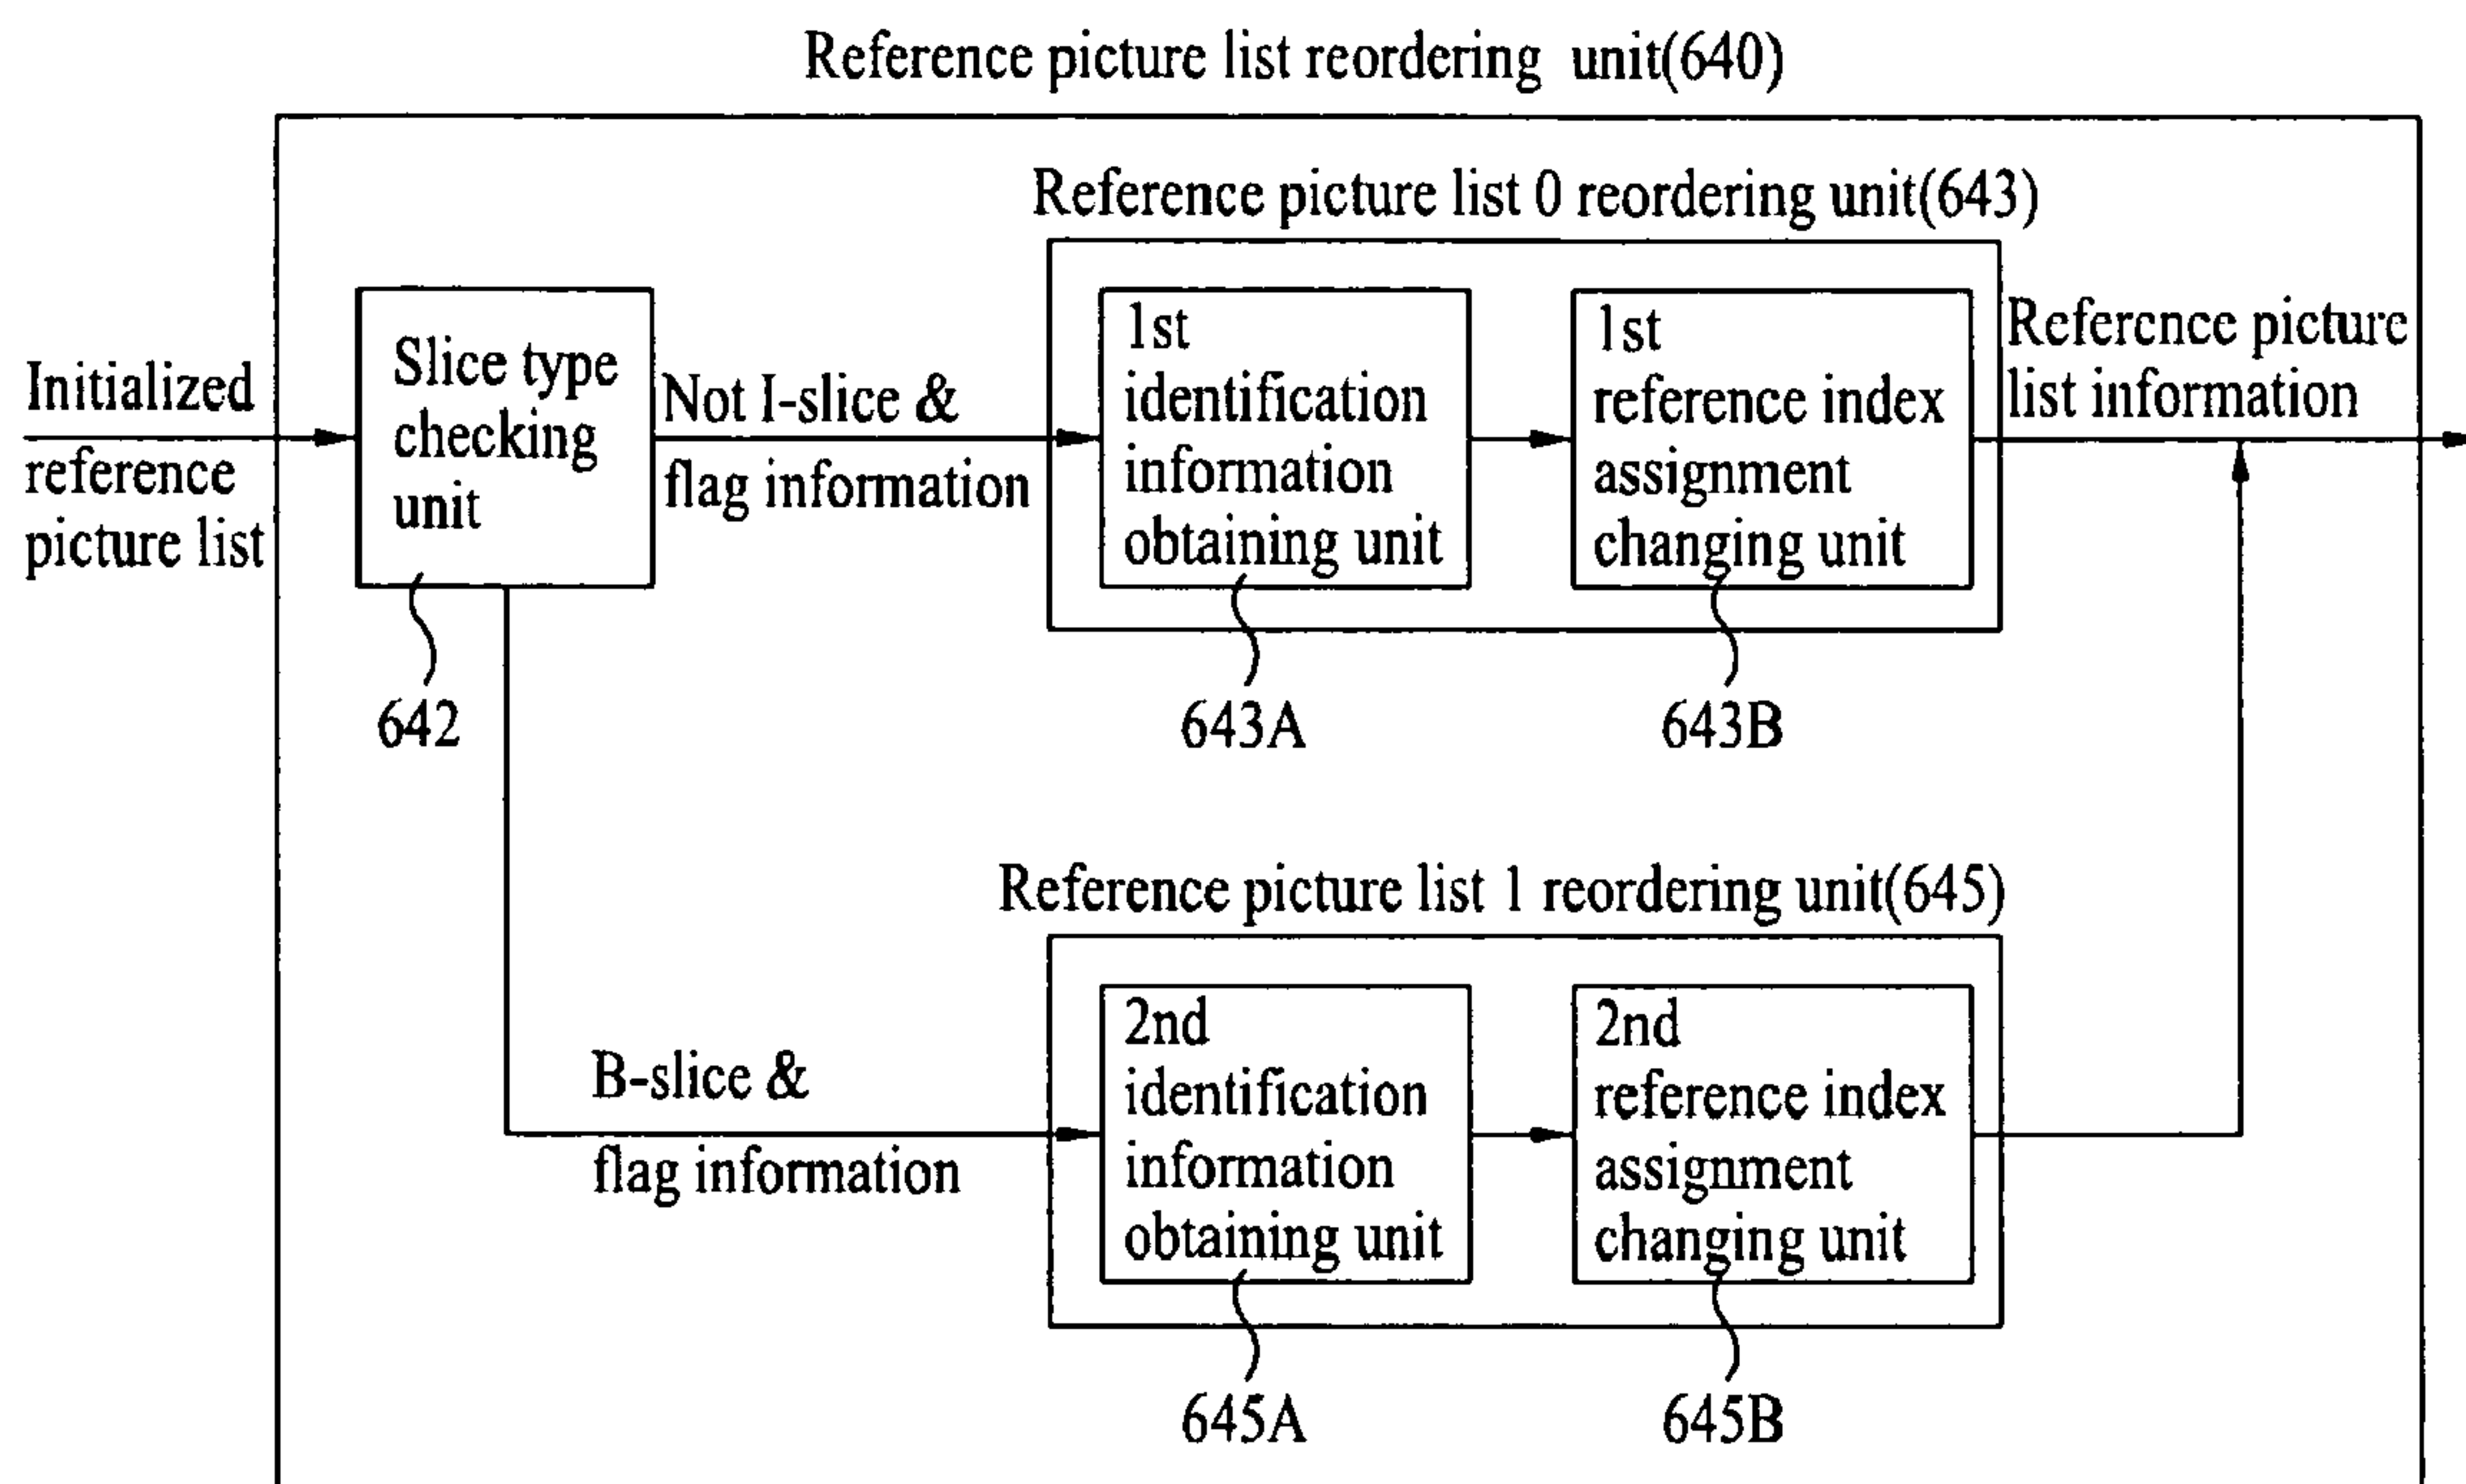 Reference picture list reordering unit(640)
Reference picture list 0 reordering unit(643)
Initialized
reference
picture list
Slice type
checking
unit
642
Not I-slice &
flag information
1st
identification
information
obtaining unit
643A
1st
reference index
assignment
changing unit
643B
Reference picture
list information
Reference picture list 1 reordering unit(645)
B-slice &
flag information
2nd
identification
information
obtaining unit
645A
2nd
reference index
assignment
changing unit
645B